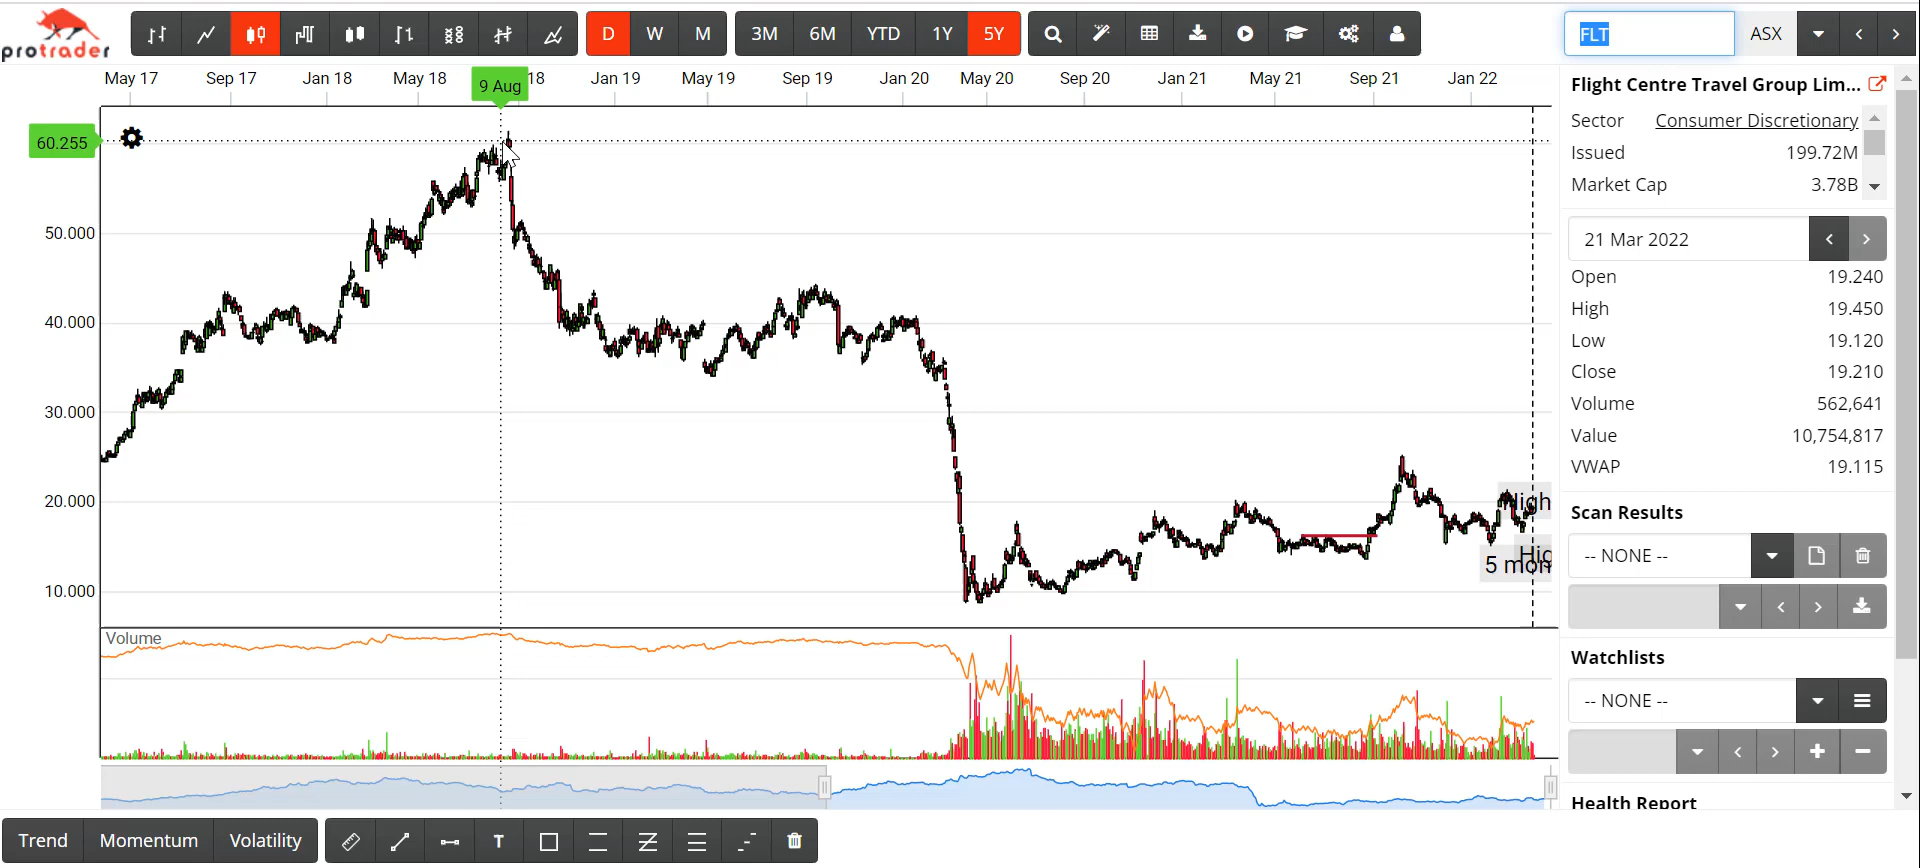 protrader
D W M
3M 6M YTD 1Y 5Y
FLT
ASX
May 17 Sep 17 Jan 18 May 18 9 Aug 18 Jan 19 May 19 Sep 19 Jan 20 May 20 Sep 20 Jan 21 May 21 Sep 21 Jan 22
60.255
50.000
40.000
30.000
20.000
10.000
High
Hig
5 mon
Volume
Flight Centre Travel Group Lim...
Sector Consumer Discretionary
Issued 199.72M
Market Cap 3.78B
21 Mar 2022
Open 19.240
High 19.450
Low 19.120
Close 19.210
Volume 562,641
Value 10,754,817
VWAP 19.115
Scan Results
-- NONE --
Watchlists
-- NONE --
Health Report
Trend Momentum Volatility
T